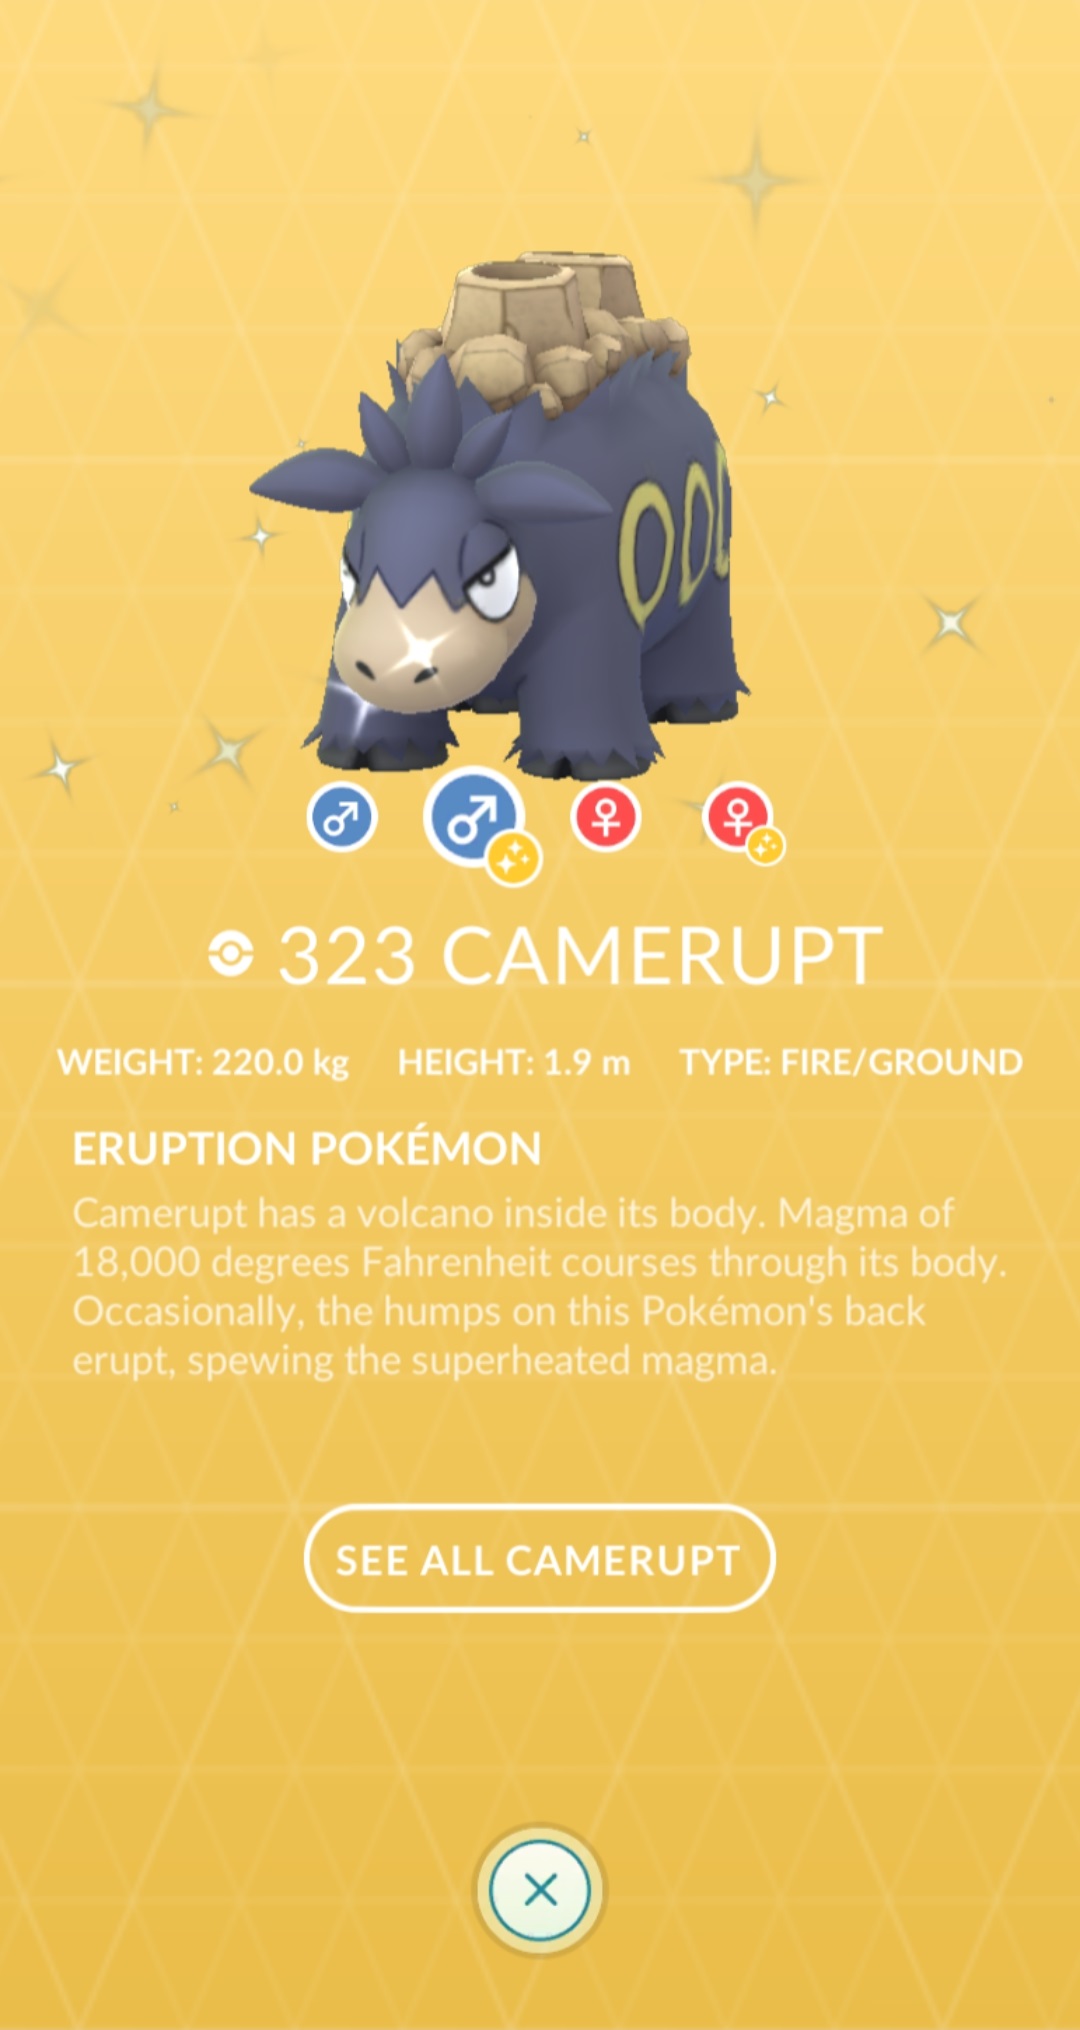 323 CAMERUPT
WEIGHT: 220.0 kg HEIGHT: 1.9 m TYPE: FIRE/GROUND
ERUPTION POKÉMON
Camerupt has a volcano inside its body. Magma of
18,000 degrees Fahrenheit courses through its body.
Occasionally, the humps on this Pokémon's back
erupt, spewing the superheated magma.
SEE ALL CAMERUPT